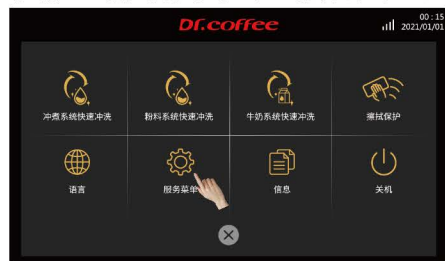 Dr.coffee
00:15
2021/01/01
冲煮系统快速冲洗
粉料系统快速冲洗
牛奶系统快速冲洗
擦拭保护
语言
服务菜单
信息
关机